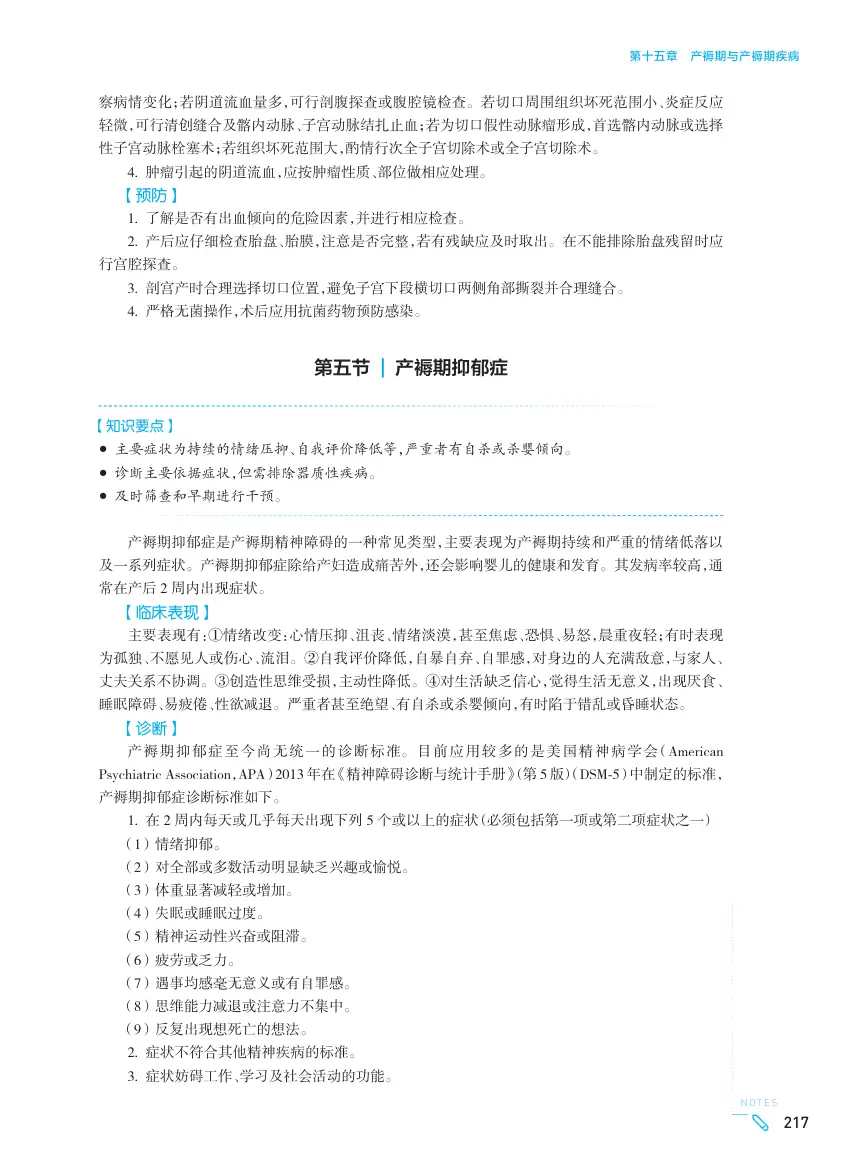 第十五章 产褥期与产褥期疾病
察病情变化;若阴道流血量多,可行剖腹探查或腹腔镜检查。若切口周围组织坏死范围小、炎症反应
轻微,可行清创缝合及髂内动脉、子宫动脉结扎止血;若为切口假性动脉瘤形成,首选髂内动脉或选择
性子宫动脉栓塞术;若组织坏死范围大,酌情行次全子宫切除术或全子宫切除术。
4. 肿瘤引起的阴道流血,应按肿瘤性质、部位做相应处理。
【预防】
1. 了解是否有出血倾向的危险因素,并进行相应检查。
2. 产后应仔细检查胎盘、胎膜,注意是否完整,若有残缺应及时取出。在不能排除胎盘残留时应
行宫腔探查。
3. 剖宫产时合理选择切口位置,避免子宫下段横切口两侧角部撕裂并合理缝合。
4. 严格无菌操作,术后应用抗菌药物预防感染。
第五节 | 产褥期抑郁症
【知识要点】
● 主要症状为持续的情绪压抑、自我评价降低等,严重者有自杀或杀婴倾向。
● 诊断主要依据症状,但需排除器质性疾病。
● 及时筛查和早期进行干预。
产褥期抑郁症是产褥期精神障碍的一种常见类型,主要表现为产褥期持续和严重的情绪低落以
及一系列症状。产褥期抑郁症除给产妇造成痛苦外,还会影响婴儿的健康和发育。其发病率较高,通
常在产后 2 周内出现症状。
【临床表现】
主要表现有:①情绪改变:心情压抑、沮丧、情绪淡漠,甚至焦虑、恐惧、易怒,晨重夜轻;有时表现
为孤独、不愿见人或伤心、流泪。②自我评价降低,自暴自弃、自罪感,对身边的人充满敌意,与家人、
丈夫关系不协调。③创造性思维受损,主动性降低。④对生活缺乏信心,觉得生活无意义,出现厌食、
睡眠障碍、易疲倦、性欲减退。严重者甚至绝望、有自杀或杀婴倾向,有时陷于错乱或昏睡状态。
【诊断】
产褥期抑郁症至今尚无统一的诊断标准。目前应用较多的是美国精神病学会(American
Psychiatric Association, APA)2013 年在《精神障碍诊断与统计手册》(第 5 版)(DSM-5)中制定的标准,
产褥期抑郁症诊断标准如下。
1. 在 2 周内每天或几乎每天出现下列 5 个或以上的症状(必须包括第一项或第二项症状之一)
(1)情绪抑郁。
(2)对全部或多数活动明显缺乏兴趣或愉悦。
(3)体重显著减轻或增加。
(4)失眠或睡眠过度。
(5)精神运动性兴奋或阻滞。
(6)疲劳或乏力。
(7)遇事均感毫无意义或有自罪感。
(8)思维能力减退或注意力不集中。
(9)反复出现想死亡的想法。
2. 症状不符合其他精神疾病的标准。
3. 症状妨碍工作、学习及社会活动的功能。
NOTES
217